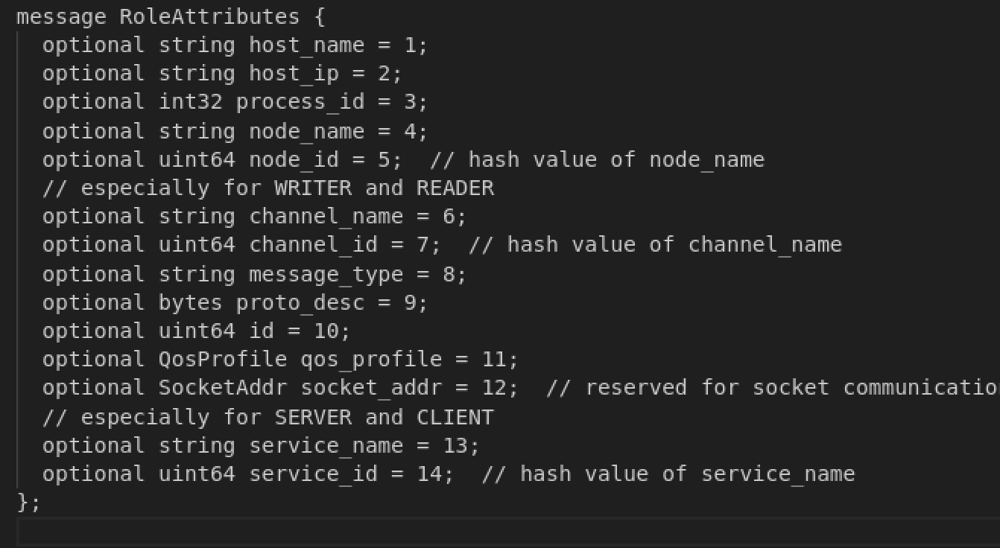 message RoleAttributes {
  optional string host_name = 1;
  optional string host_ip = 2;
  optional int32 process_id = 3;
  optional string node_name = 4;
  optional uint64 node_id = 5;  // hash value of node_name
  // especially for WRITER and READER
  optional string channel_name = 6;
  optional uint64 channel_id = 7;  // hash value of channel_name
  optional string message_type = 8;
  optional bytes proto_desc = 9;
  optional uint64 id = 10;
  optional QosProfile qos_profile = 11;
  optional SocketAddr socket_addr = 12;  // reserved for socket communicatio
  // especially for SERVER and CLIENT
  optional string service_name = 13;
  optional uint64 service_id = 14;  // hash value of service_name
};